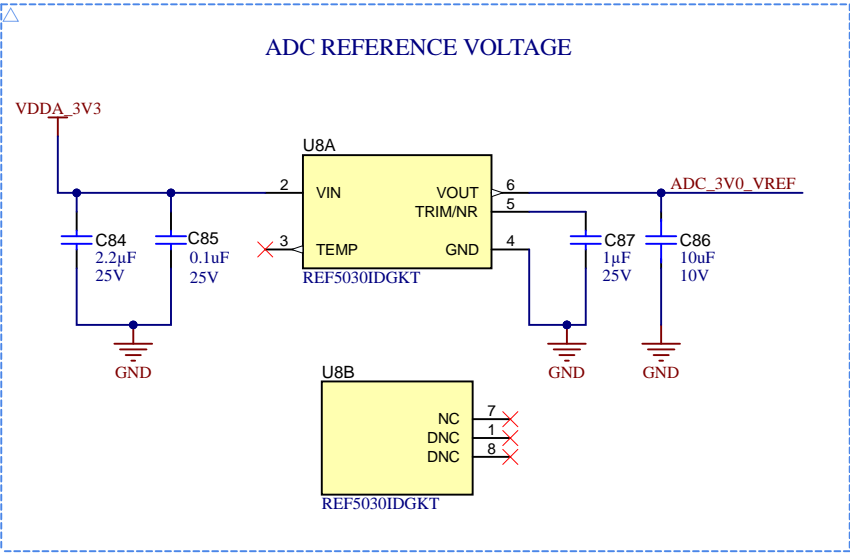 ADC REFERENCE VOLTAGE
VDDA_3V3
U8A
2
VIN
VOUT
6
ADC_3V0_VREF
TRIM/NR
5
3
TEMP
GND
4
REF5030IDGKT
C84
2.2µF
25V
C85
0.1uF
25V
C87
1µF
25V
C86
10uF
10V
GND
GND
GND
U8B
NC
7
DNC
1
DNC
8
REF5030IDGKT